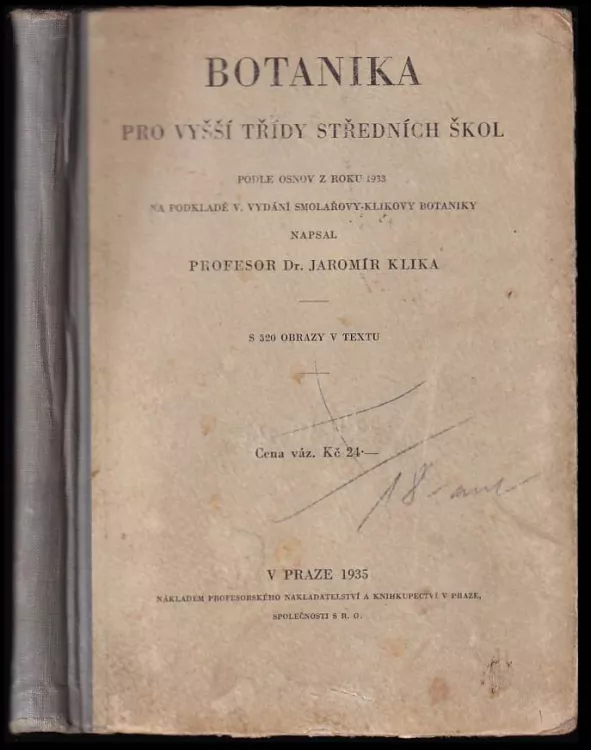 BOTANIKA
PRO VYŠŠÍ TŘÍDY STŘEDNÍCH ŠKOL
PODLE OSNOV Z ROKU 1933
NA PODKLADĚ V. VYDÁNÍ SMOLAŘOVY-KLIKOVY BOTANIKY
NAPSAL
PROFESOR Dr. JAROMÍR KLIKA
S 320 OBRAZY V TEXTU
Cena váz. Kč 24·—
18
V PRAZE 1935
NÁKLADEM PROFESORSKÉHO NAKLADATELSTVÍ A KNIHKUPECTVÍ V PRAZE,
SPOLEČNOSTI S R. O.